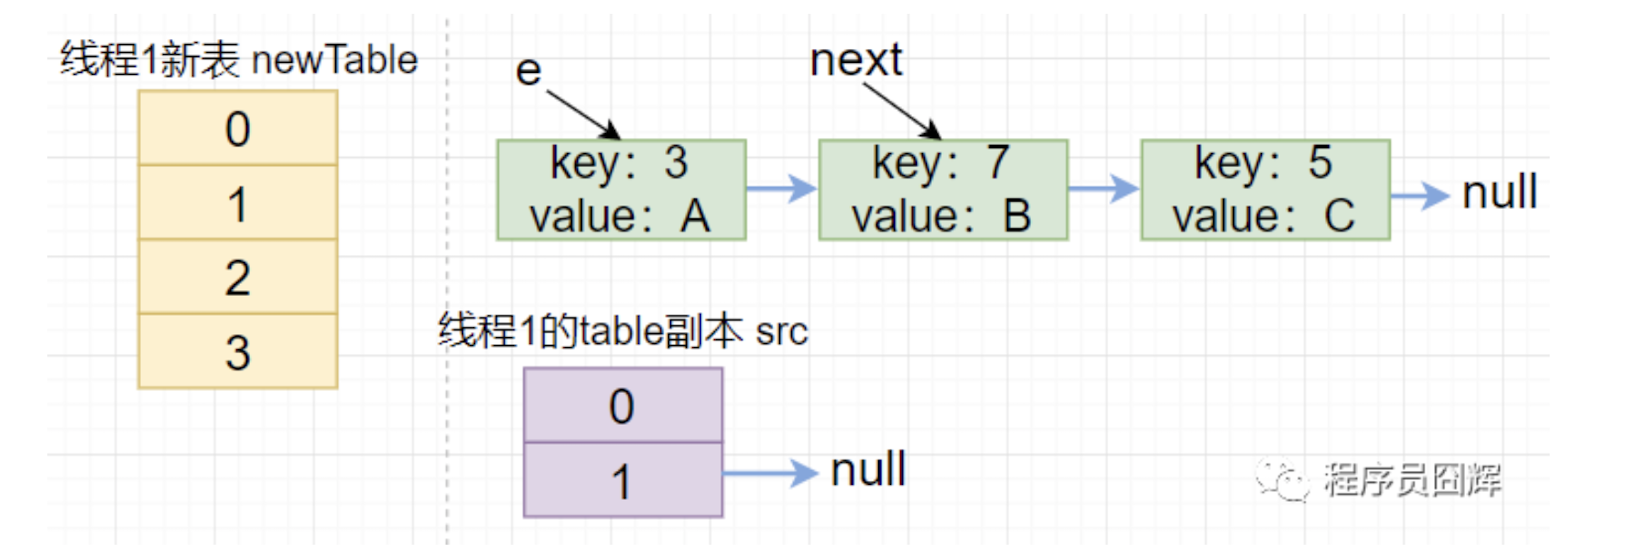 线程1新表 newTable
0
1
2
3
e
next
key: 3
value: A
key: 7
value: B
key: 5
value: C
null
线程1的table副本 src
0
1
null
程序员囧辉